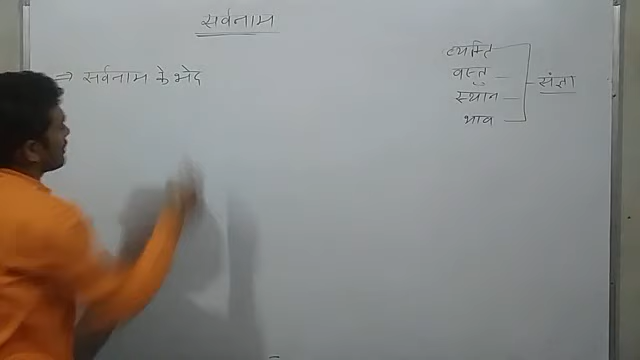 सर्वनाम
⇒ सर्वनाम के भेद
व्यक्ति
वस्तु
संज्ञा
स्थान
भाव